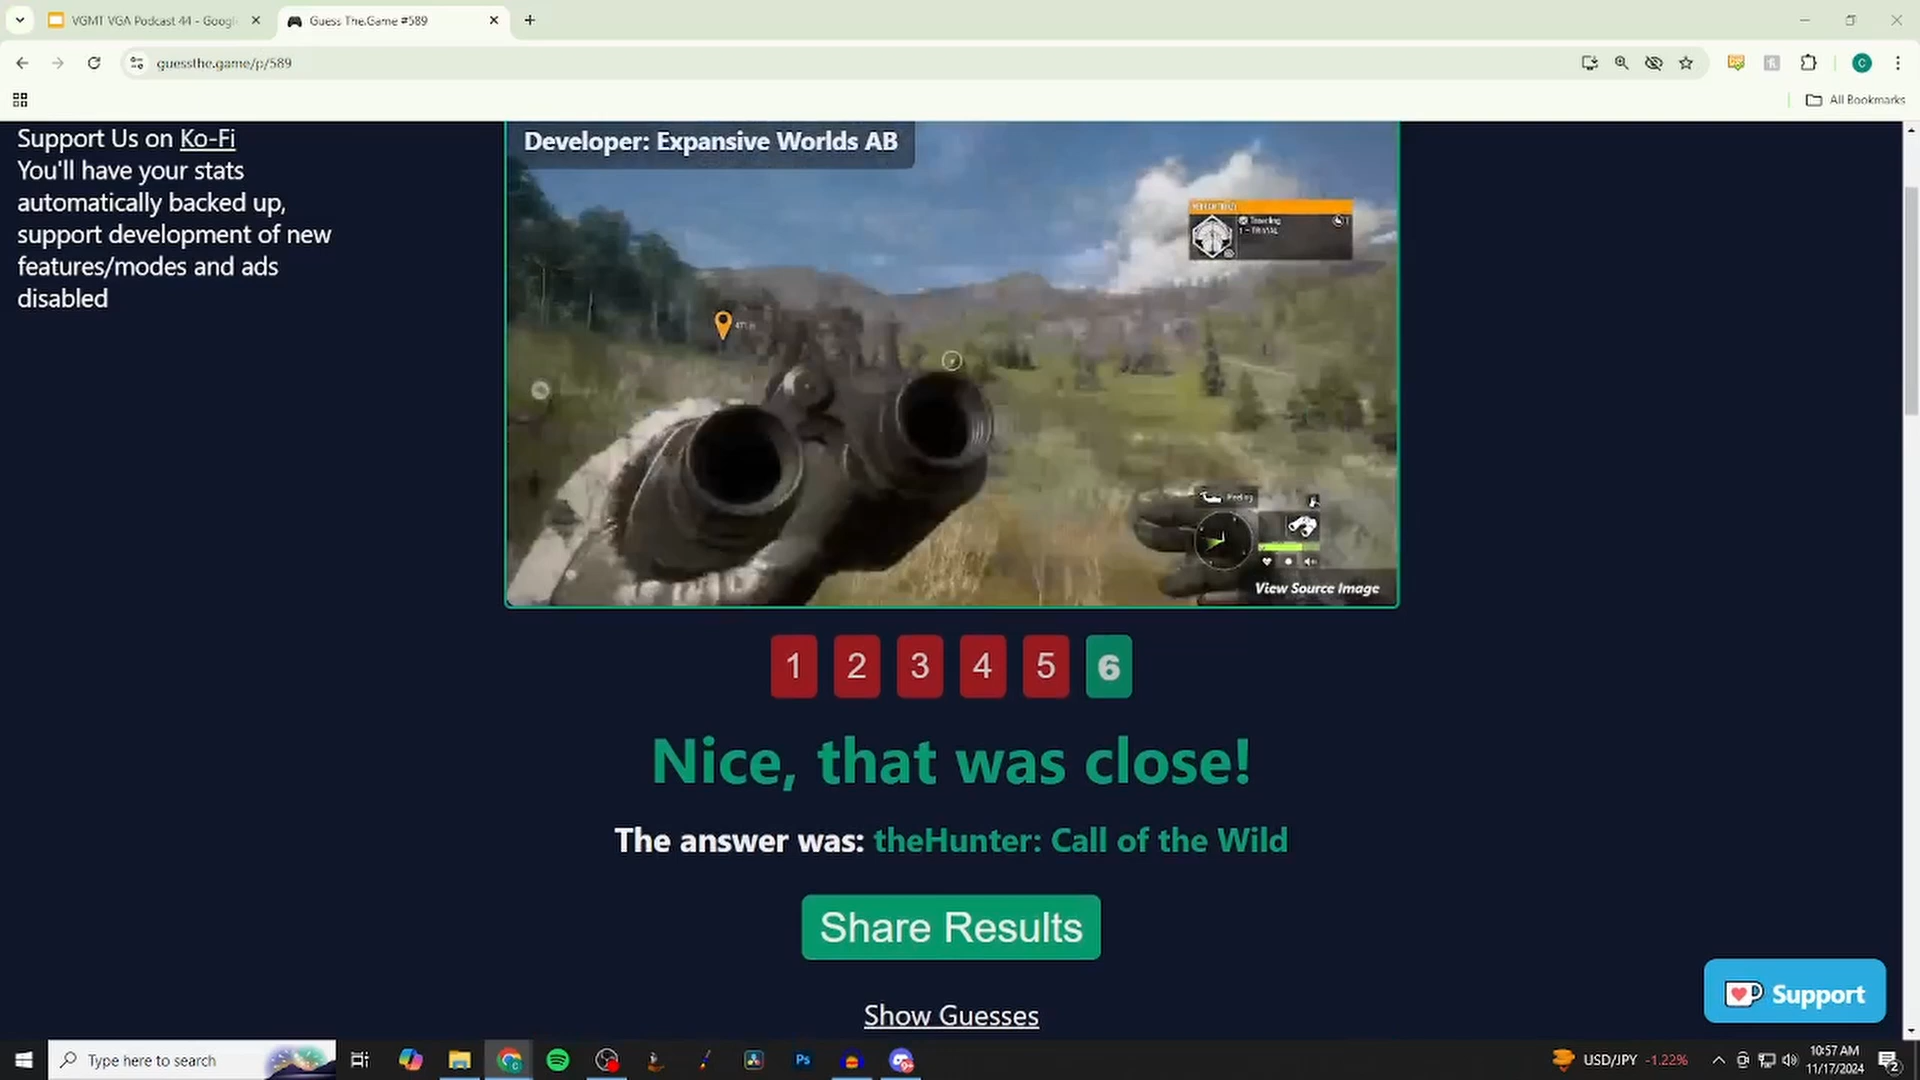 VGMT VGA Podcast 44 - Googl
Guess The.Game #589
guessthe.game/p/589
All Bookmarks
Support Us on Ko-Fi
You'll have your stats
automatically backed up,
support development of new
features/modes and ads
disabled
Developer: Expansive Worlds AB
View Source Image
1 2 3 4 5 6
Nice, that was close!
The answer was: theHunter: Call of the Wild
Share Results
Show Guesses
Support
Type here to search
Ps
USD/JPY -1.22%
10:57 AM
11/17/2024
2